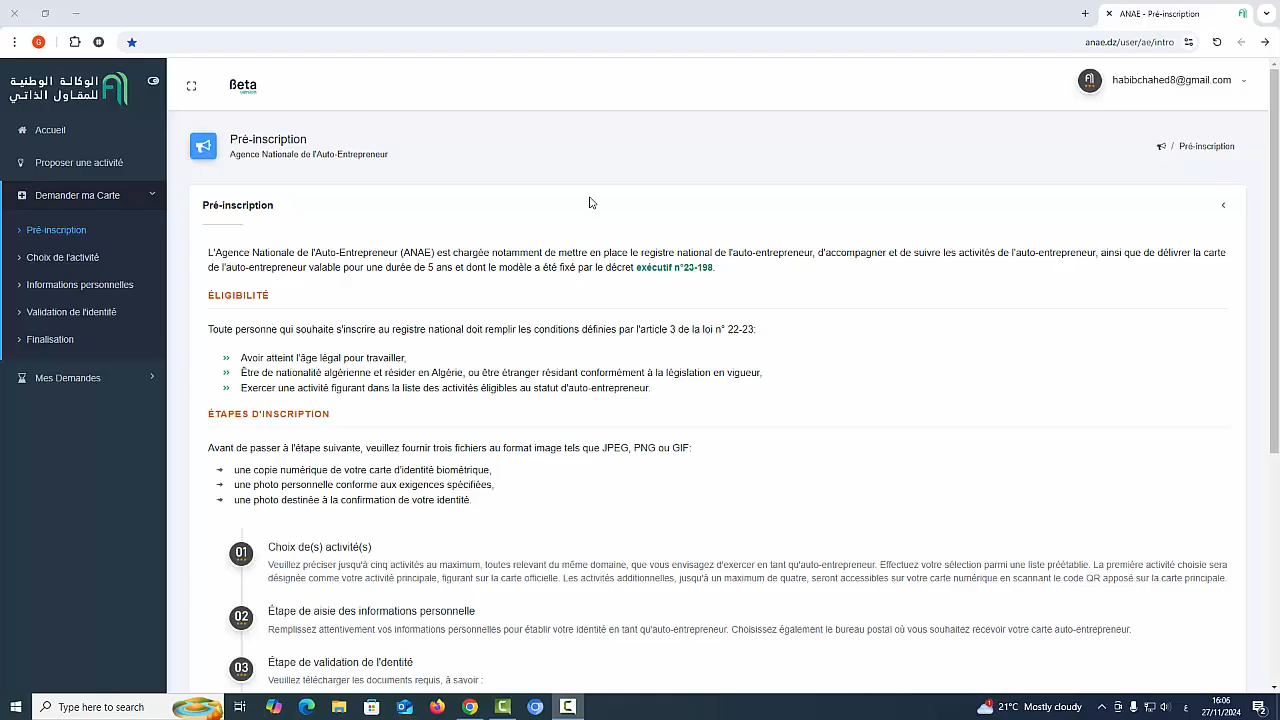 ANAE - Pré-inscription
anae.dz/user/ae/intro
الوكالة الوطنية
للمقاول الذاتي
Accueil
Proposer une activité
Demander ma Carte
Pré-inscription
Choix de l'activité
Informations personnelles
Validation de l'identité
Finalisation
Mes Demandes
ßeta
version
habibchahed8@gmail.com
Pré-inscription
Agence Nationale de l'Auto-Entrepreneur
/ Pré-inscription
Pré-inscription
L'Agence Nationale de l'Auto-Entrepreneur (ANAE) est chargée notamment de mettre en place le registre national de l'auto-entrepreneur, d'accompagner et de suivre les activités de l'auto-entrepreneur, ainsi que de délivrer la carte
de l'auto-entrepreneur valable pour une durée de 5 ans et dont le modèle a été fixé par le décret exécutif n°23-198.
ÉLIGIBILITÉ
Toute personne qui souhaite s'inscrire au registre national doit remplir les conditions définies par l'article 3 de la loi n° 22-23:
Avoir atteint l'âge légal pour travailler,
Être de nationalité algérienne et résider en Algérie, ou être étranger résidant conformément à la législation en vigueur,
Exercer une activité figurant dans la liste des activités éligibles au statut d'auto-entrepreneur.
ÉTAPES D'INSCRIPTION
Avant de passer à l'étape suivante, veuillez fournir trois fichiers au format image tels que JPEG, PNG ou GIF:
une copie numérique de votre carte d'identité biométrique,
une photo personnelle conforme aux exigences spécifiées,
une photo destinée à la confirmation de votre identité.
01
Choix de(s) activité(s)
Veuillez préciser jusqu'à cinq activités au maximum, toutes relevant du même domaine, que vous envisagez d'exercer en tant qu'auto-entrepreneur. Effectuez votre sélection parmi une liste préétablie. La première activité choisie sera
désignée comme votre activité principale, figurant sur la carte officielle. Les activités additionnelles, jusqu'à un maximum de quatre, seront accessibles sur votre carte numérique en scannant le code QR apposé sur la carte principale.
02
Étape de aisie des informations personnelle
Remplissez attentivement vos informations personnelles pour établir votre identité en tant qu'auto-entrepreneur. Choisissez également le bureau postal où vous souhaitez recevoir votre carte auto-entrepreneur.
03
Étape de validation de l'dentité
Veuillez télécharger les documents requis, à savoir :
Type here to search
21°C Mostly cloudy
ع
16:06
27/11/2024
2